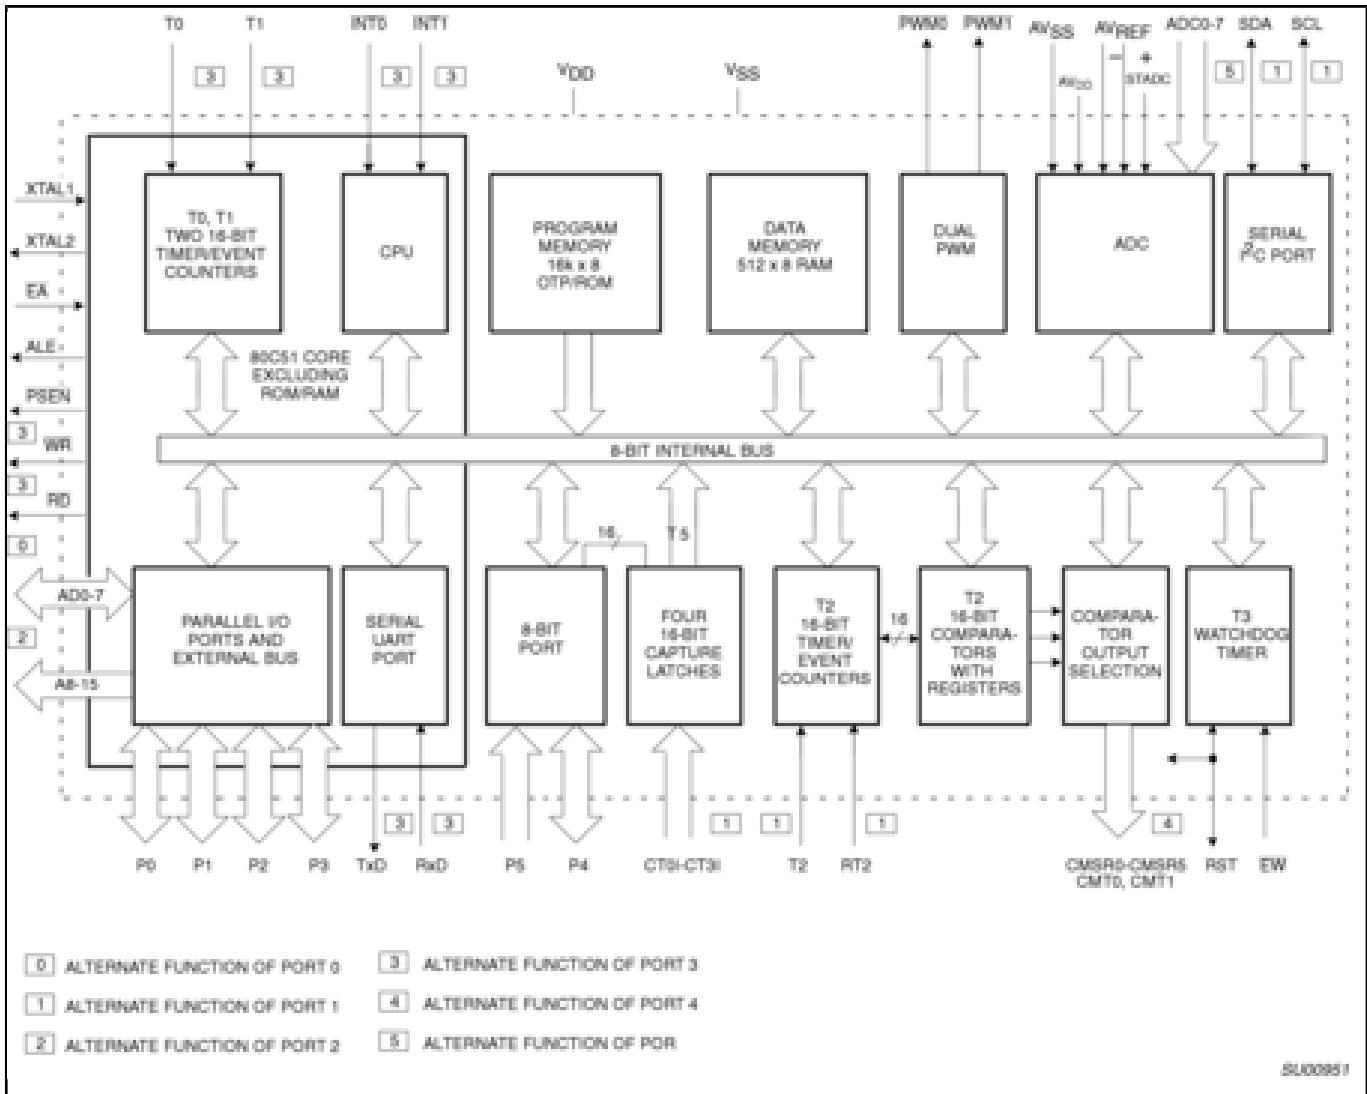 T0 T1 INT0 INT1 PWM0 PWM1 AVSS AVREF ADC0-7 SDA SCL
− +
3 3 3 3 VDD VSS AVDD STADC 5 1 1
XTAL1
XTAL2
EA
ALE
PSEN
3
WR
3
RD
0
AD0-7
2
A8-15
T0, T1
TWO 16-BIT
TIMER/EVENT
COUNTERS
CPU
PROGRAM
MEMORY
16k x 8
OTP/ROM
DATA
MEMORY
512 x 8 RAM
DUAL
PWM
ADC
SERIAL
I2C PORT
80C51 CORE
EXCLUDING
ROM/RAM
8-BIT INTERNAL BUS
16 T 5
PARALLEL I/O
PORTS AND
EXTERNAL BUS
SERIAL
UART
PORT
8-BIT
PORT
FOUR
16-BIT
CAPTURE
LATCHES
T2
16-BIT
TIMER/
EVENT
COUNTERS
16
T2
16-BIT
COMPARA-
TORS
WITH
REGISTERS
COMPARA-
TOR
OUTPUT
SELECTION
T3
WATCHDOG
TIMER
3 3 1 1 1 4
P0 P1 P2 P3 TxD RxD P5 P4 CT0I-CT3I T2 RT2 CMSR0-CMSR5 RST EW
CMT0, CMT1
0 ALTERNATE FUNCTION OF PORT 0
3 ALTERNATE FUNCTION OF PORT 3
1 ALTERNATE FUNCTION OF PORT 1
4 ALTERNATE FUNCTION OF PORT 4
2 ALTERNATE FUNCTION OF PORT 2
5 ALTERNATE FUNCTION OF POR
SU00951